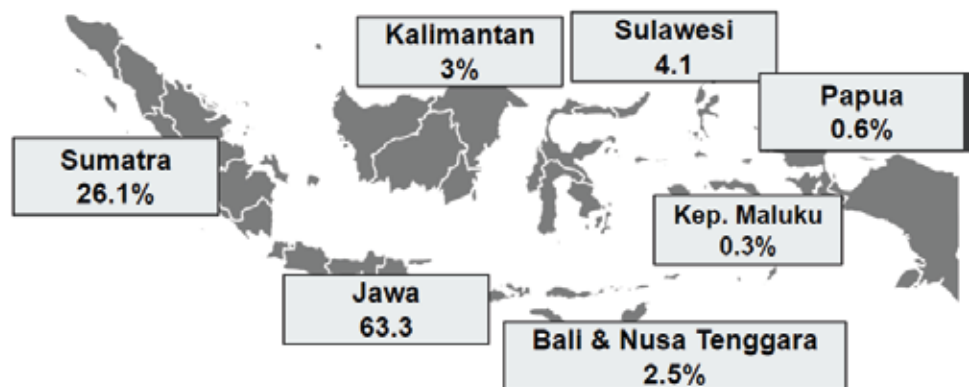 Kalimantan
3%
Sulawesi
4.1
Papua
0.6%
Sumatra
26.1%
Kep. Maluku
0.3%
Jawa
63.3
Bali & Nusa Tenggara
2.5%